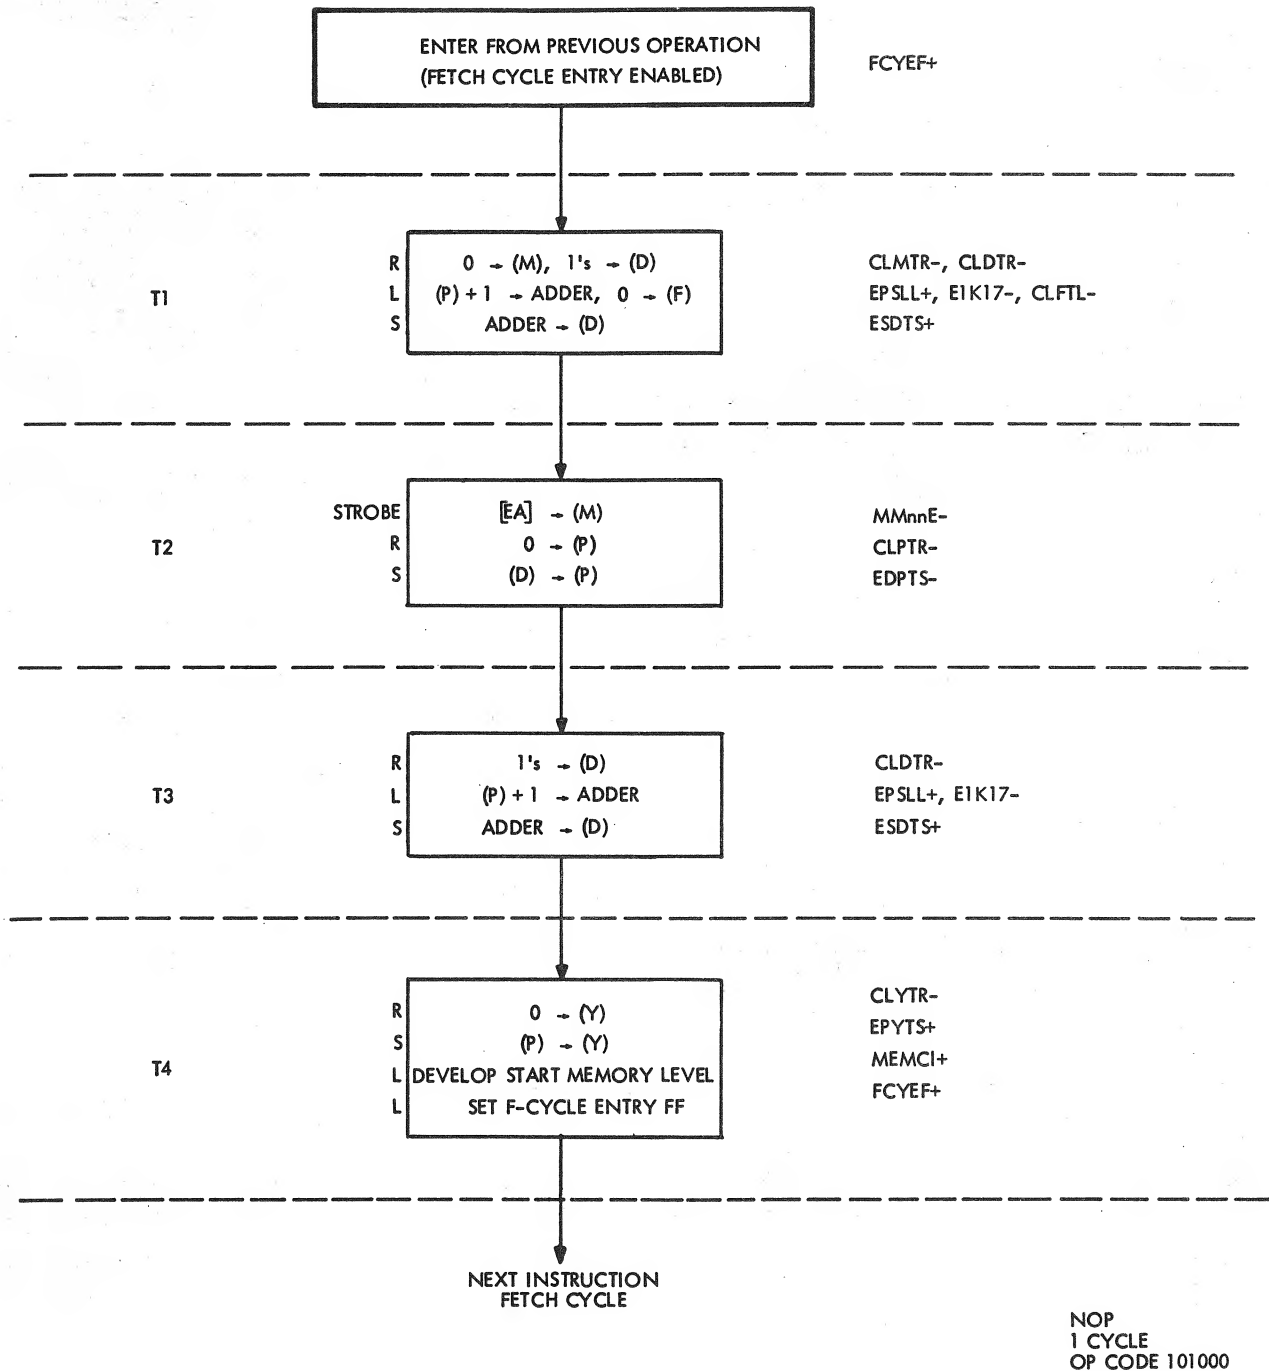 ENTER FROM PREVIOUS OPERATION
(FETCH CYCLE ENTRY ENABLED)
FCYEF+
T1
R 0 → (M), 1's → (D) CLMTR-, CLDTR-
L (P) + 1 → ADDER, 0 → (F) EPSLL+, E1K17-, CLFTL-
S ADDER → (D) ESDTS+
T2
STROBE [EA] → (M) MMnnE-
R 0 → (P) CLPTR-
S (D) → (P) EDPTS-
T3
R 1's → (D) CLDTR-
L (P) + 1 → ADDER EPSLL+, E1K17-
S ADDER → (D) ESDTS+
T4
R 0 → (Y) CLYTR-
S (P) → (Y) EPYTS+
L DEVELOP START MEMORY LEVEL MEMCI+
L SET F-CYCLE ENTRY FF FCYEF+
NEXT INSTRUCTION
FETCH CYCLE
NOP
1 CYCLE
OP CODE 101000